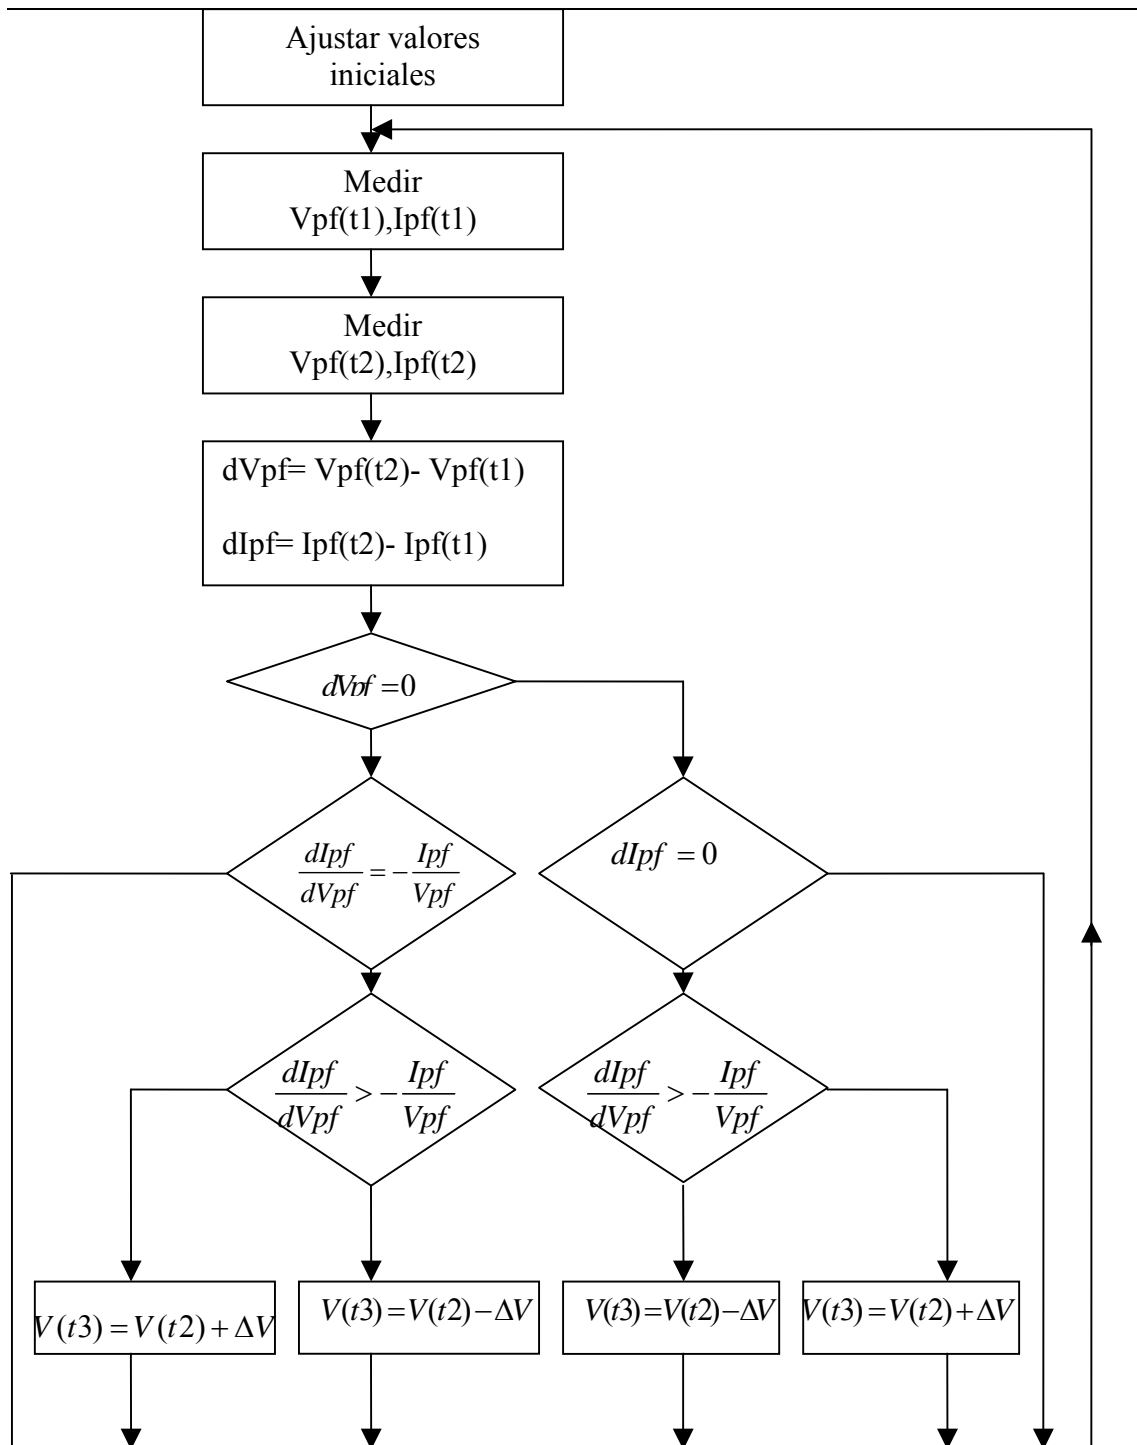 Ajustar valores
iniciales
Medir
Vpf(t1),Ipf(t1)
Medir
Vpf(t2),Ipf(t2)
dVpf= Vpf(t2)- Vpf(t1)
dIpf= Ipf(t2)- Ipf(t1)
dVpf = 0
dIpf/dVpf = − Ipf/Vpf
dIpf = 0
dIpf/dVpf > − Ipf/Vpf
dIpf/dVpf > − Ipf/Vpf
V(t3) = V(t2) + ΔV
V(t3) = V(t2) − ΔV
V(t3) = V(t2) − ΔV
V(t3) = V(t2) + ΔV